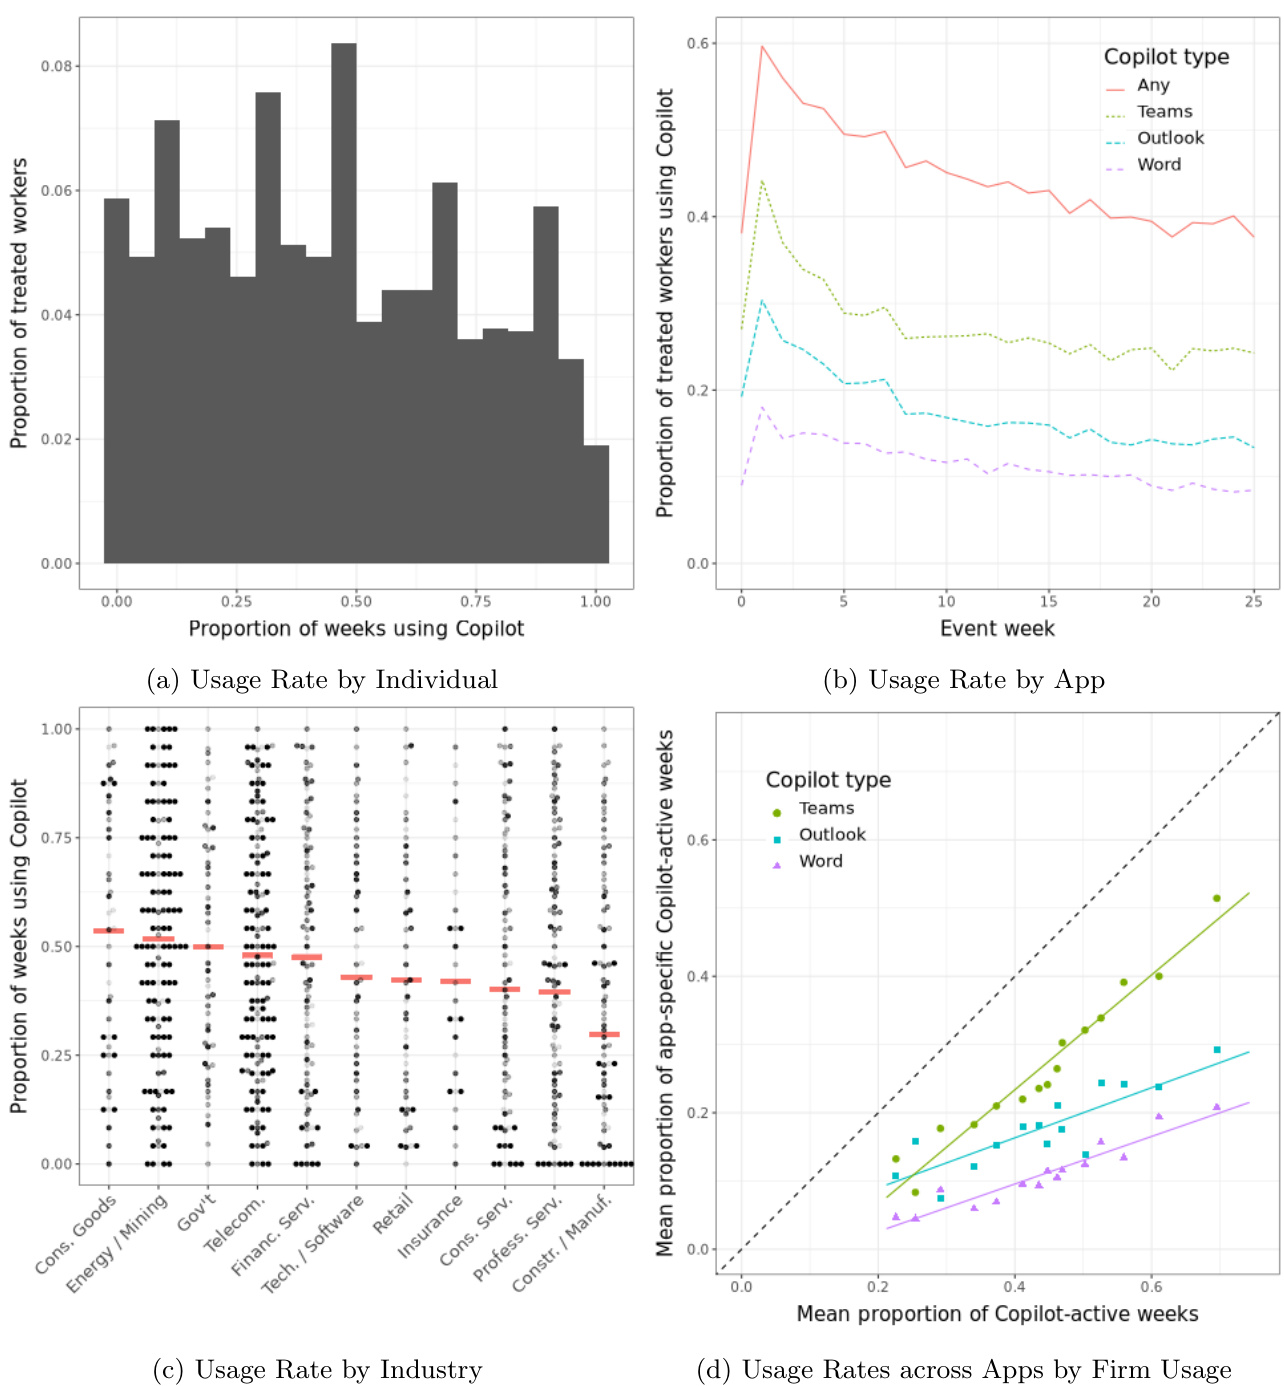 Proportion of treated workers
0.08
0.06
0.04
0.02
0.00
0.00 0.25 0.50 0.75 1.00
Proportion of weeks using Copilot
(a) Usage Rate by Individual
Proportion of treated workers using Copilot
0.6
0.4
0.2
0.0
Copilot type
Any
Teams
Outlook
Word
0 5 10 15 20 25
Event week
(b) Usage Rate by App
Proportion of weeks using Copilot
1.00
0.75
0.50
0.25
0.00
Cons. Goods
Energy / Mining
Gov't
Telecom.
Financ. Serv.
Tech. / Software
Retail
Insurance
Cons. Serv.
Profess. Serv.
Constr. / Manuf.
(c) Usage Rate by Industry
Mean proportion of app-specific Copilot-active weeks
0.6
0.4
0.2
0.0
Copilot type
Teams
Outlook
Word
0.0 0.2 0.4 0.6
Mean proportion of Copilot-active weeks
(d) Usage Rates across Apps by Firm Usage